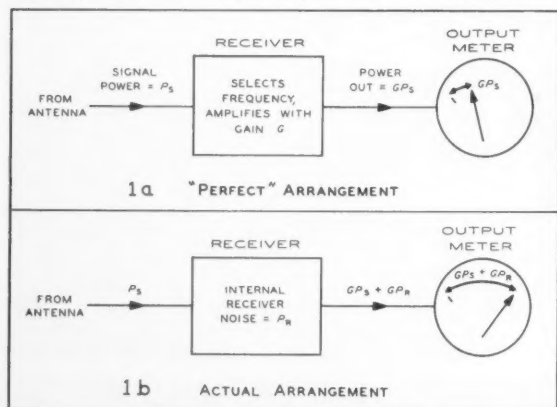 RECEIVER
OUTPUT
METER
SIGNAL
POWER = PS
FROM
ANTENNA
SELECTS
FREQUENCY,
AMPLIFIES WITH
GAIN G
POWER
OUT = GPS
GPS
1a "PERFECT" ARRANGEMENT
RECEIVER
OUTPUT
METER
FROM
ANTENNA
PS
INTERNAL
RECEIVER
NOISE = PR
GPS + GPR
GPS + GPR
1b ACTUAL ARRANGEMENT